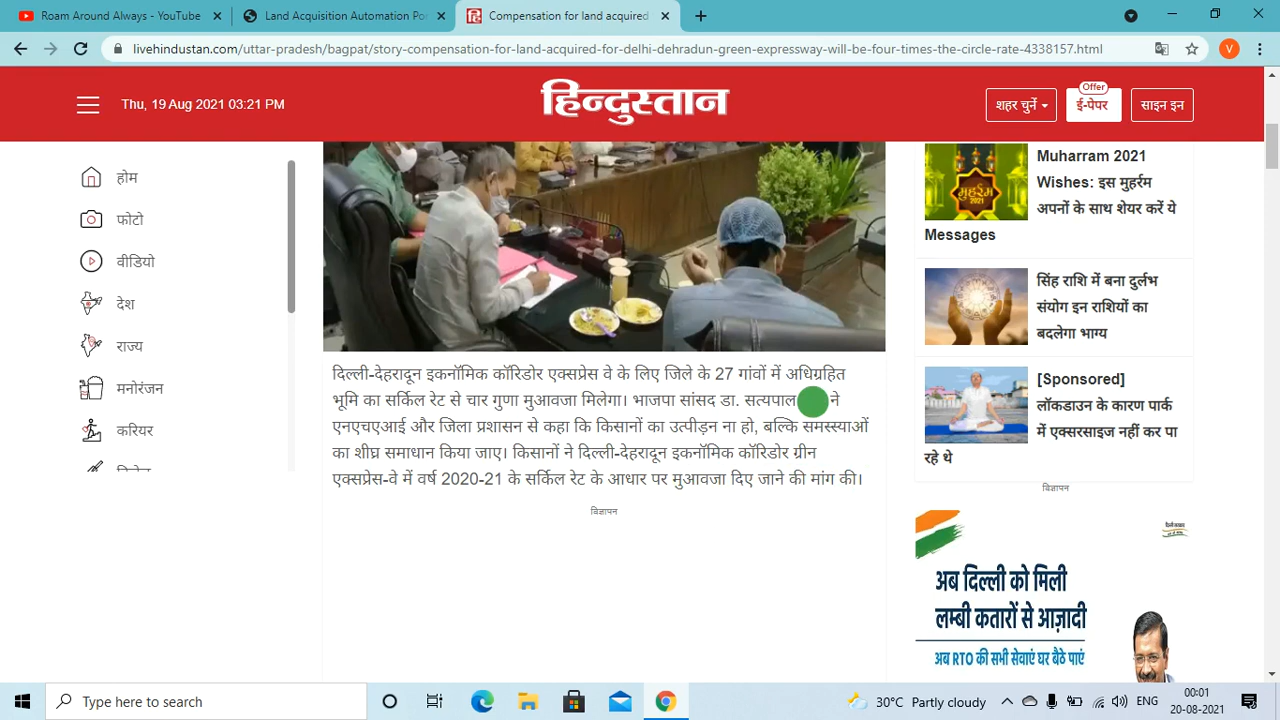 Roam Around Always - YouTube
Land Acquisition Automation Por
Compensation for land acquired
livehindustan.com/uttar-pradesh/bagpat/story-compensation-for-land-acquired-for-delhi-dehradun-green-expressway-will-be-four-times-the-circle-rate-4338157.html
V
Thu, 19 Aug 2021 03:21 PM
हिन्दुस्तान
शहर चुनें
Offer
ई-पेपर
साइन इन
होम
फोटो
वीडियो
देश
राज्य
मनोरंजन
करियर
दिल्ली-देहरादून इकनॉमिक कॉरिडोर एक्सप्रेस वे के लिए जिले के 27 गांवों में अधिग्रहित
भूमि का सर्किल रेट से चार गुणा मुआवजा मिलेगा। भाजपा सांसद डा. सत्यपाल ने
एनएचएआई और जिला प्रशासन से कहा कि किसानों का उत्पीड़न ना हो, बल्कि समस्याओं
का शीघ्र समाधान किया जाए। किसानों ने दिल्ली-देहरादून इकनॉमिक कॉरिडोर ग्रीन
एक्सप्रेस-वे में वर्ष 2020-21 के सर्किल रेट के आधार पर मुआवजा दिए जाने की मांग की।
विज्ञापन
Muharram 2021
Wishes: इस मुहर्रम
अपनों के साथ शेयर करें ये
Messages
मुहर्रम
2021
सिंह राशि में बना दुर्लभ
संयोग इन राशियों का
बदलेगा भाग्य
[Sponsored]
लॉकडाउन के कारण पार्क
में एक्सरसाइज नहीं कर पा
रहे थे
विज्ञापन
अब दिल्ली को मिली
लम्बी कतारों से आज़ादी
अब RTO की सभी सेवाएं घर बैठे पाएं
Type here to search
30°C Partly cloudy
ENG
00:01
20-08-2021